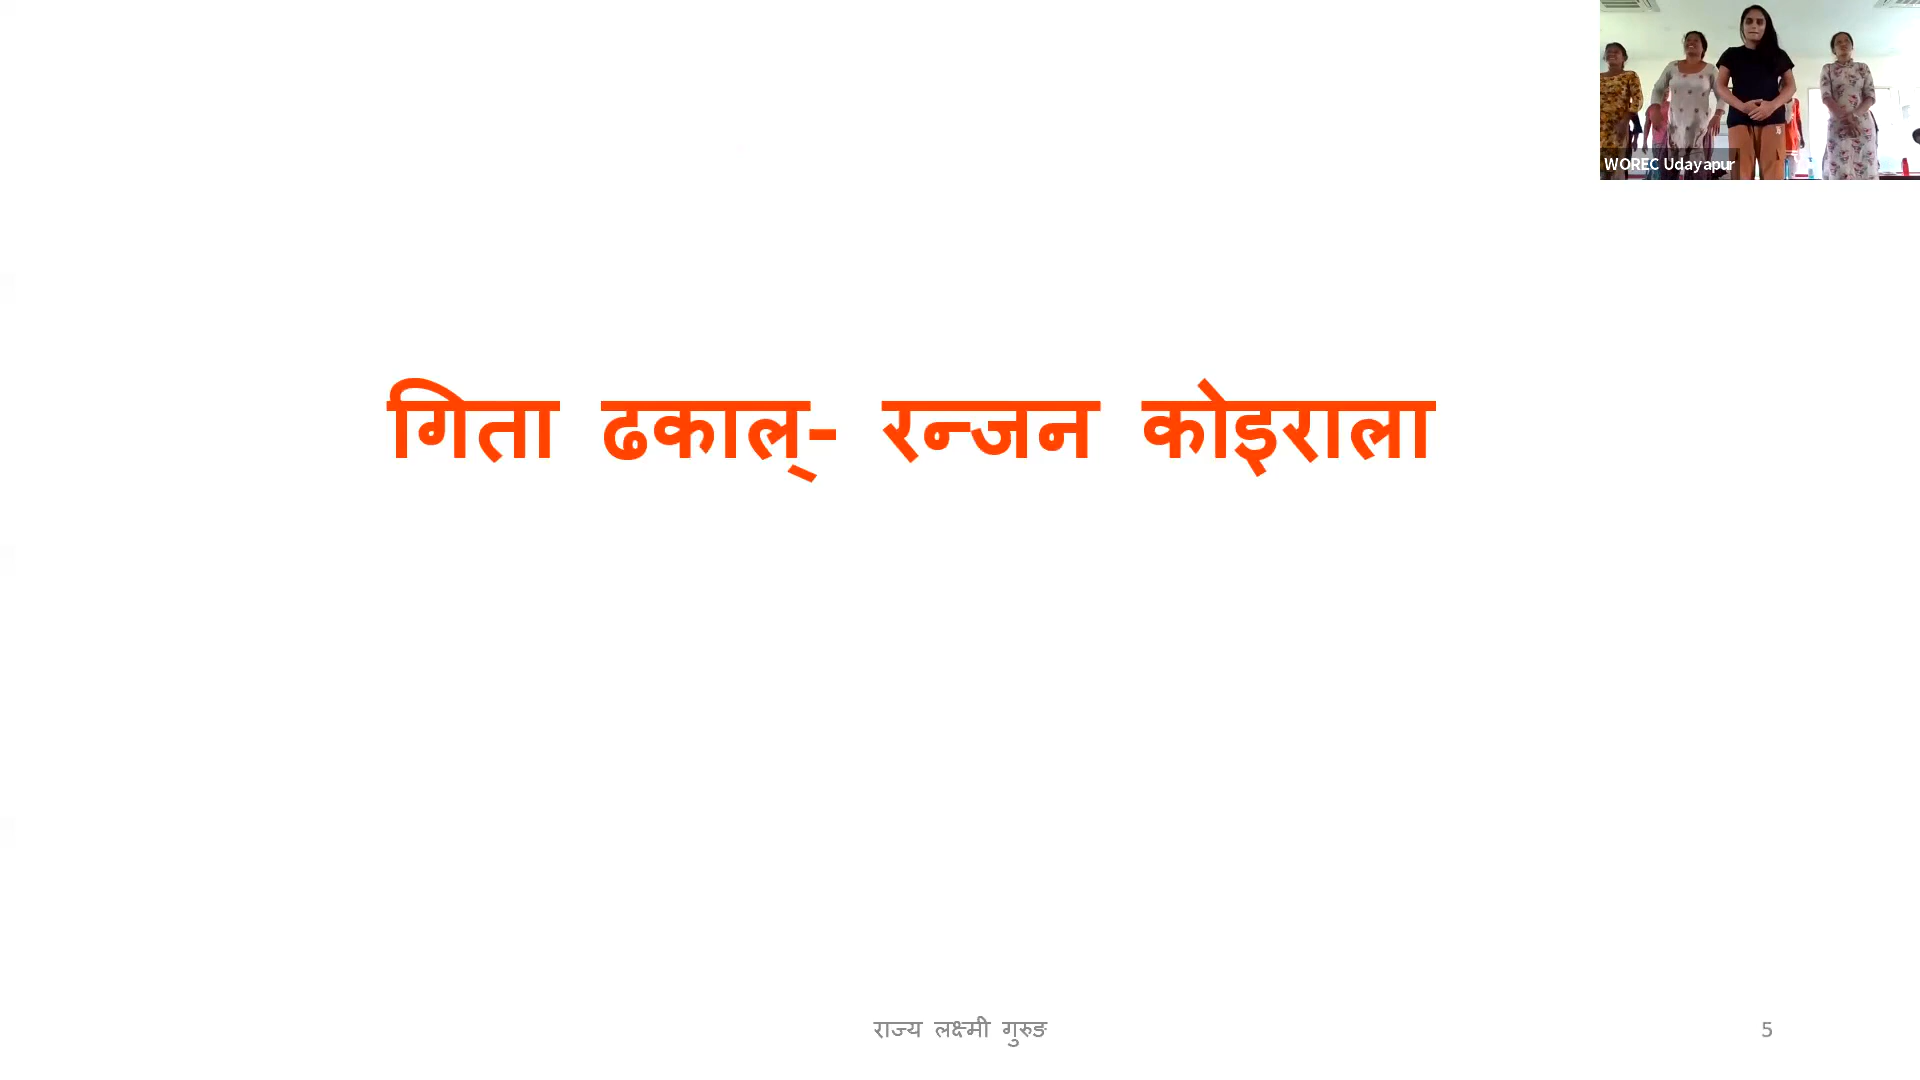 WOREC Udayapur
गिता ढकाल्- रन्जन कोइराला
राज्य लक्ष्मी गुरुङ
5